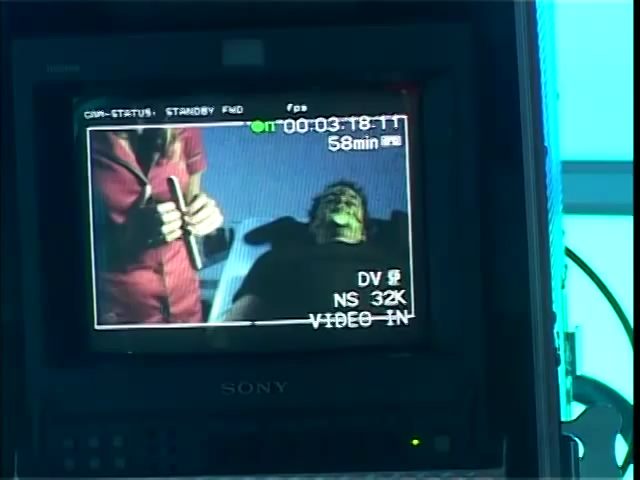 CAM-STATUS: STANDBY FWD fps
00:03:18:11
58min
DV
NS 32K
VIDEO IN
SONY